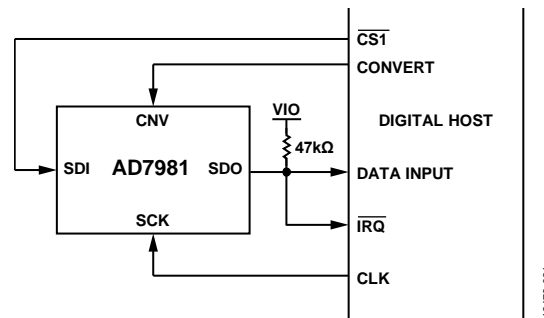 CS1
CONVERT
VIO
CNV
DIGITAL HOST
47kΩ
SDI
AD7981
SDO
DATA INPUT
SCK
IRQ
CLK